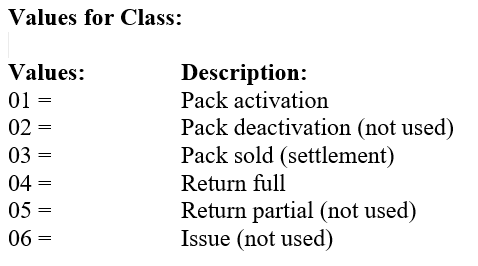 Values for Class:
Values: Description:
01 = Pack activation
02 = Pack deactivation (not used)
03 = Pack sold (settlement)
04 = Return full
05 = Return partial (not used)
06 = Issue (not used)